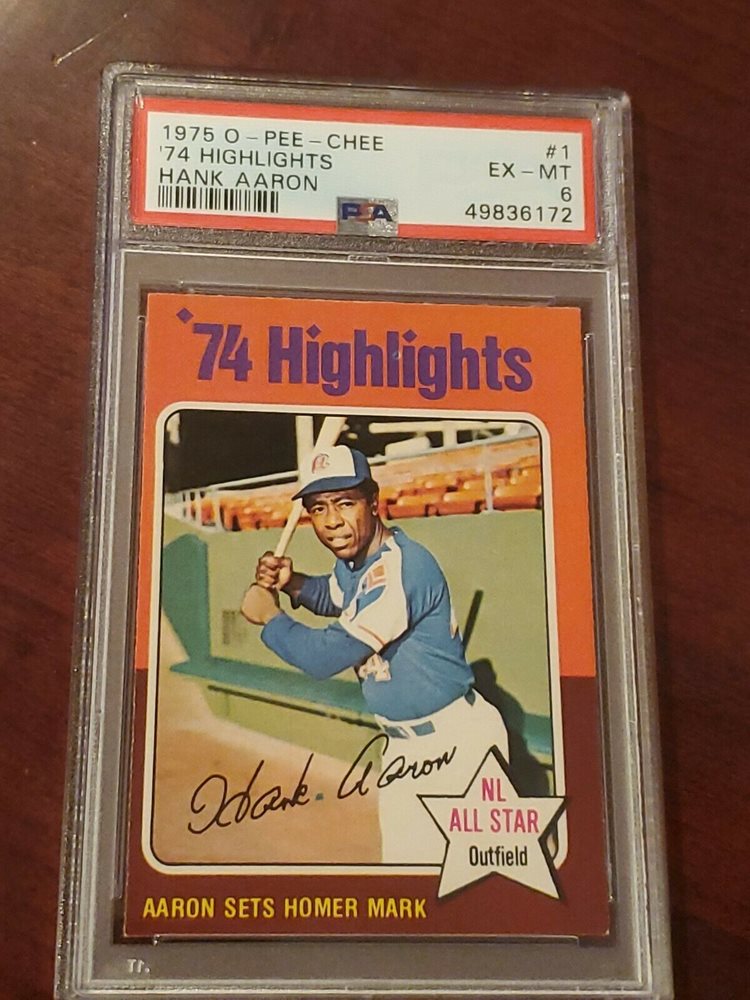 1975 O-PEE-CHEE #1
'74 HIGHLIGHTS EX-MT
HANK AARON 6
PSA 49836172
'74 Highlights
A
44
Hank Aaron
NL
ALL STAR
Outfield
AARON SETS HOMER MARK